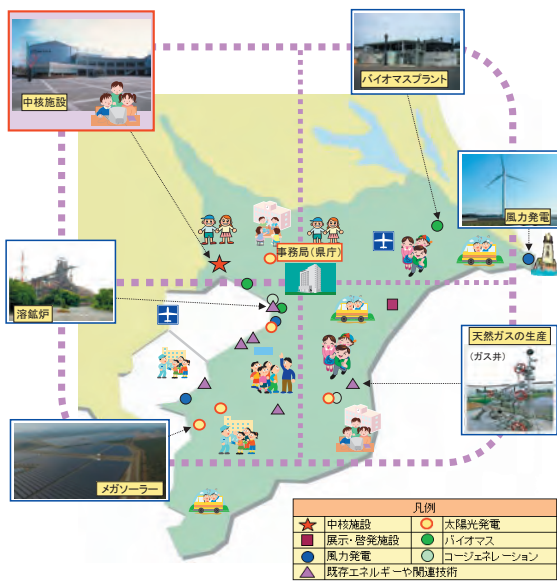 中核施設
バイオマスプラント
風力発電
事務局(県庁)
溶鉱炉
天然ガスの生産
(ガス井)
メガソーラー
凡例
中核施設
太陽光発電
展示・啓発施設
バイオマス
風力発電
コージェネレーション
既存エネルギーや関連技術